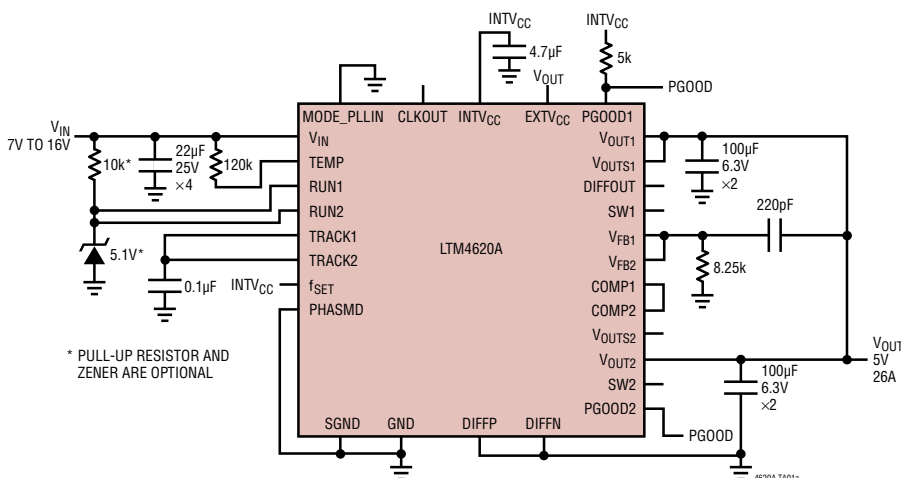 INTVCC
INTVCC
4.7µF
5k
VOUT
PGOOD
MODE_PLLIN CLKOUT INTVCC EXTVCC PGOOD1
VIN
7V TO 16V
10k*
22µF
25V
×4
120k
5.1V*
0.1µF
INTVCC
* PULL-UP RESISTOR AND
ZENER ARE OPTIONAL
VIN
TEMP
RUN1
RUN2
TRACK1
TRACK2
fSET
PHASMD
LTM4620A
SGND GND DIFFP DIFFN
VOUT1
VOUTS1
DIFFOUT
SW1
VFB1
VFB2
COMP1
COMP2
VOUTS2
VOUT2
SW2
PGOOD2
100µF
6.3V
×2
220pF
8.25k
VOUT
5V
26A
100µF
6.3V
×2
PGOOD
4620A TA01a